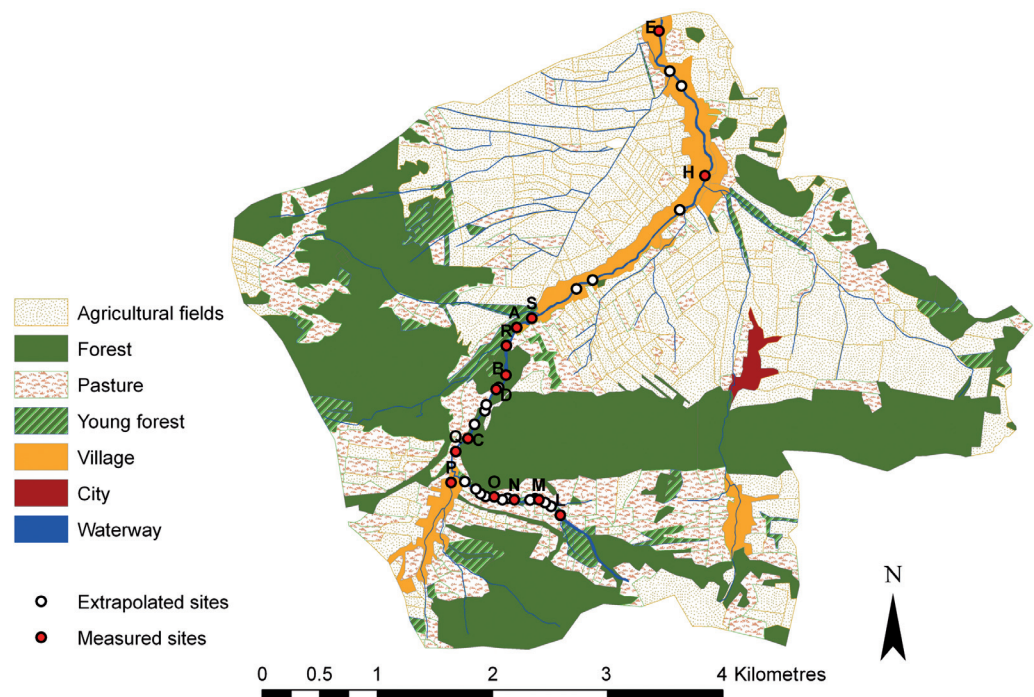 E
H
S
A
R
B
D
C
Q
P
O
N
M
L
Agricultural fields
Forest
Pasture
Young forest
Village
City
Waterway
Extrapolated sites
Measured sites
N
0 0.5 1 2 3 4 Kilometres